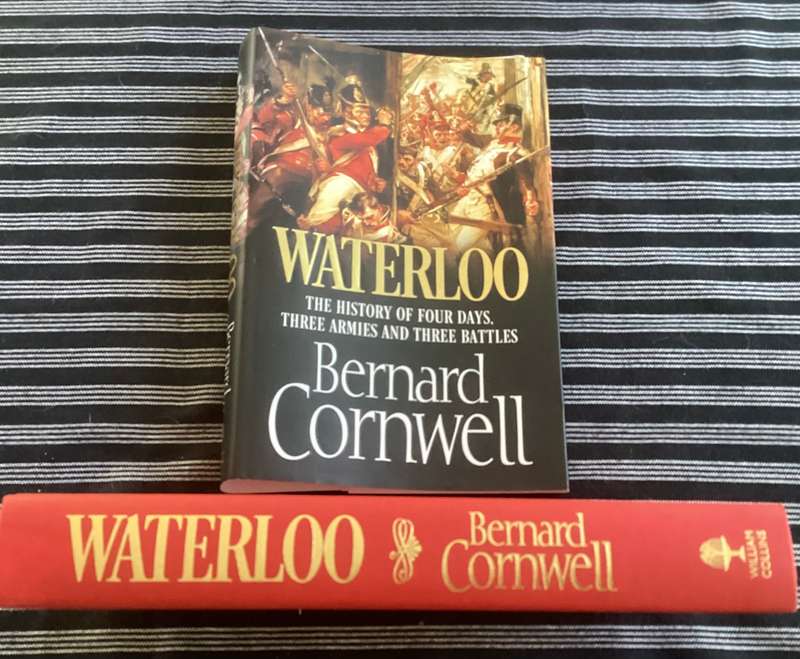 WATERLOO
THE HISTORY OF FOUR DAYS,
THREE ARMIES AND THREE BATTLES
Bernard
Cornwell
WATERLOO
Bernard
Cornwell
WILLIAM
COLLINS